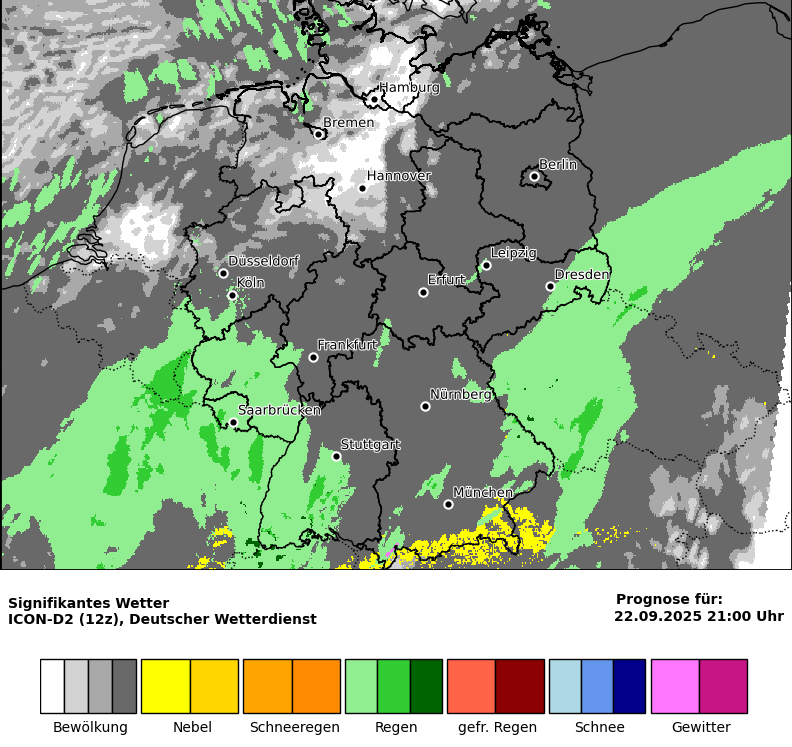 Hamburg
Bremen
Berlin
Hannover
Leipzig
Düsseldorf
Dresden
Köln
Erfurt
Frankfurt
Nürnberg
Saarbrücken
Stuttgart
München
Signifikantes Wetter
ICON-D2 (12z), Deutscher Wetterdienst
Prognose für:
22.09.2025 21:00 Uhr
Bewölkung Nebel Schneeregen Regen gefr. Regen Schnee Gewitter